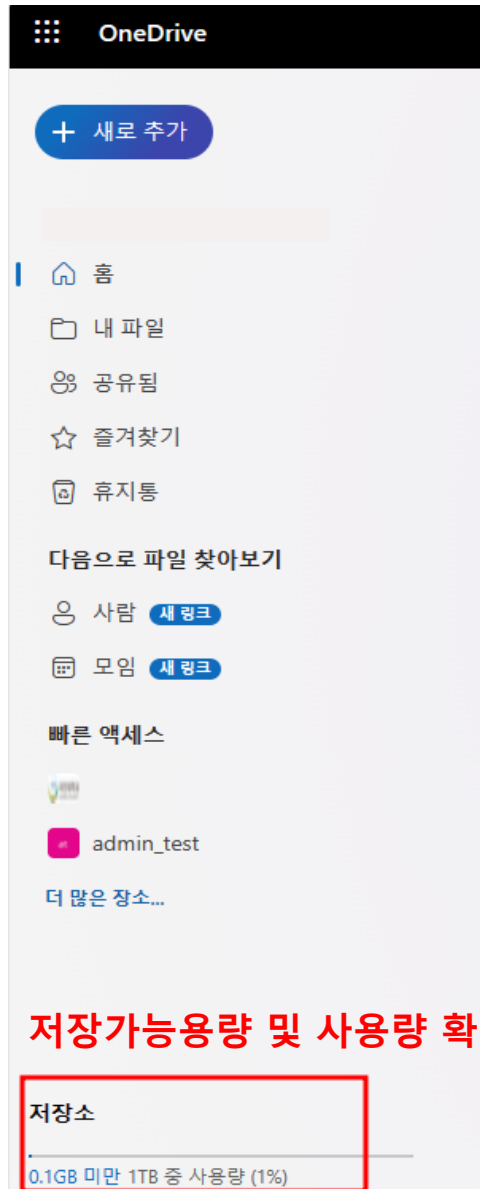 OneDrive
새로 추가
홈
내 파일
공유됨
즐겨찾기
휴지통
다음으로 파일 찾아보기
사람 새 링크
모임 새 링크
빠른 액세스
admin_test
더 많은 장소...
저장가능용량 및 사용량 확
저장소
0.1GB 미만 1TB 중 사용량 (1%)